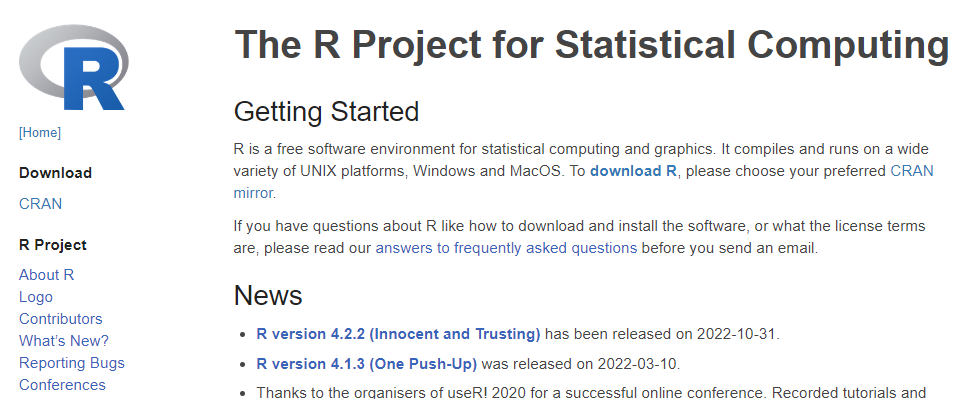 R
[Home]
Download
CRAN
R Project
About R
Logo
Contributors
What's New?
Reporting Bugs
Conferences
The R Project for Statistical Computing
Getting Started
R is a free software environment for statistical computing and graphics. It compiles and runs on a wide
variety of UNIX platforms, Windows and MacOS. To download R, please choose your preferred CRAN
mirror.
If you have questions about R like how to download and install the software, or what the license terms
are, please read our answers to frequently asked questions before you send an email.
News
• R version 4.2.2 (Innocent and Trusting) has been released on 2022-10-31.
• R version 4.1.3 (One Push-Up) was released on 2022-03-10.
• Thanks to the organisers of useR! 2020 for a successful online conference. Recorded tutorials and